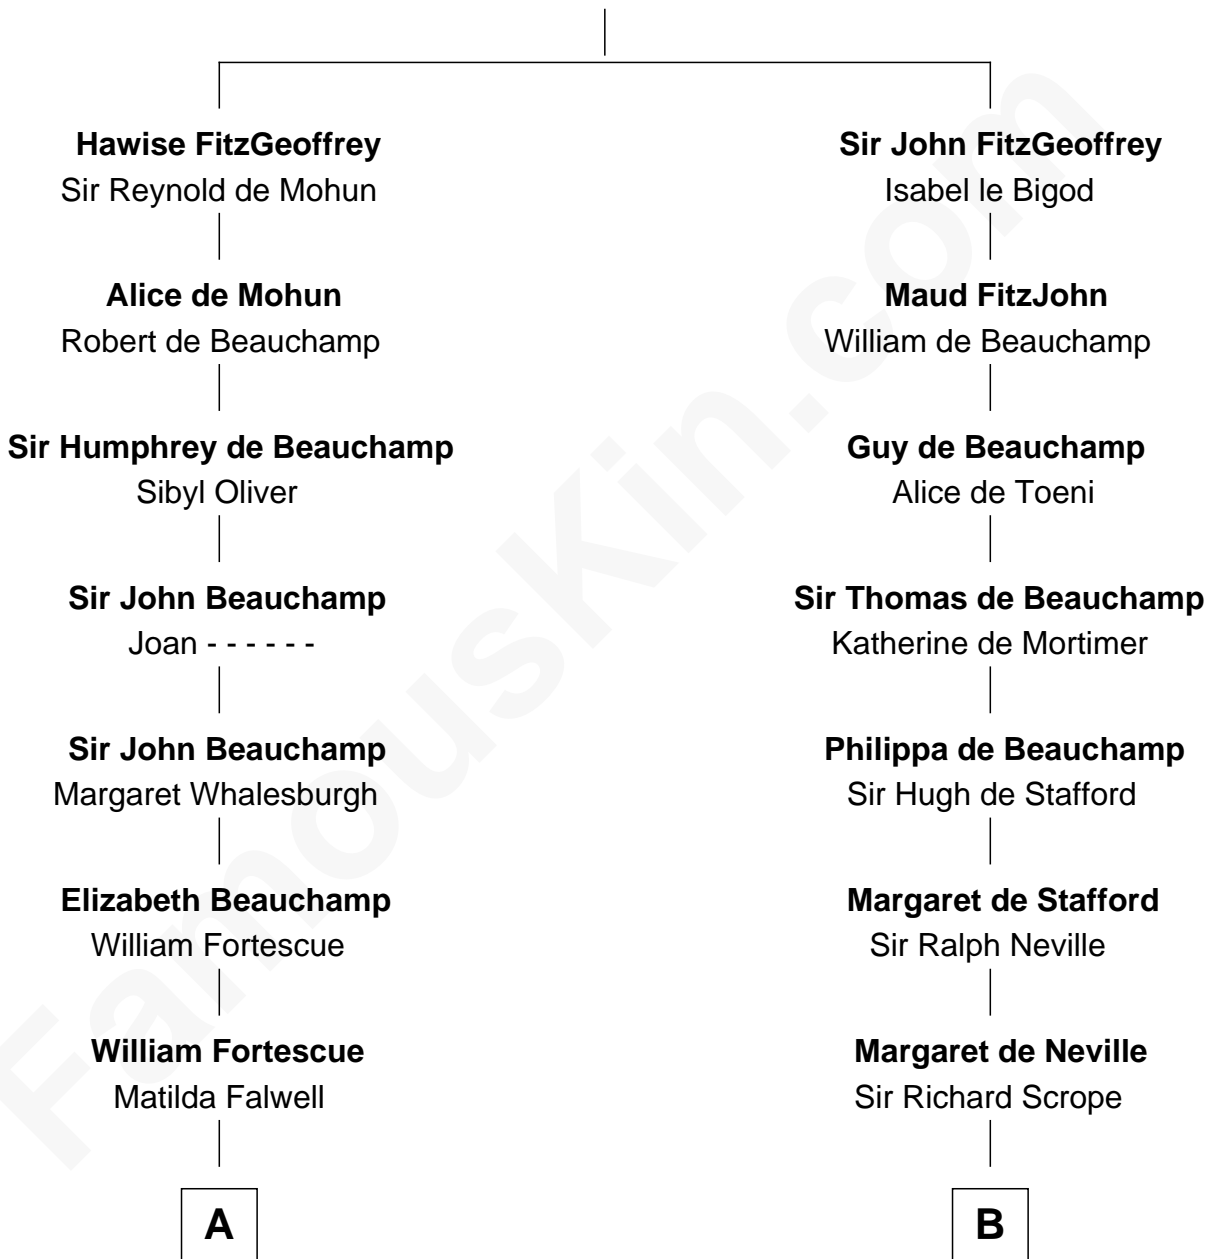 Hawise FitzGeoffrey
Sir Reynold de Mohun
Alice de Mohun
Robert de Beauchamp
Sir Humphrey de Beauchamp
Sibyl Oliver
Sir John Beauchamp
Joan - - - - - -
Sir John Beauchamp
Margaret Whalesburgh
Elizabeth Beauchamp
William Fortescue
William Fortescue
Matilda Falwell
A
Sir John FitzGeoffrey
Isabel le Bigod
Maud FitzJohn
William de Beauchamp
Guy de Beauchamp
Alice de Toeni
Sir Thomas de Beauchamp
Katherine de Mortimer
Philippa de Beauchamp
Sir Hugh de Stafford
Margaret de Stafford
Sir Ralph Neville
Margaret de Neville
Sir Richard Scrope
B
FamousKin.com